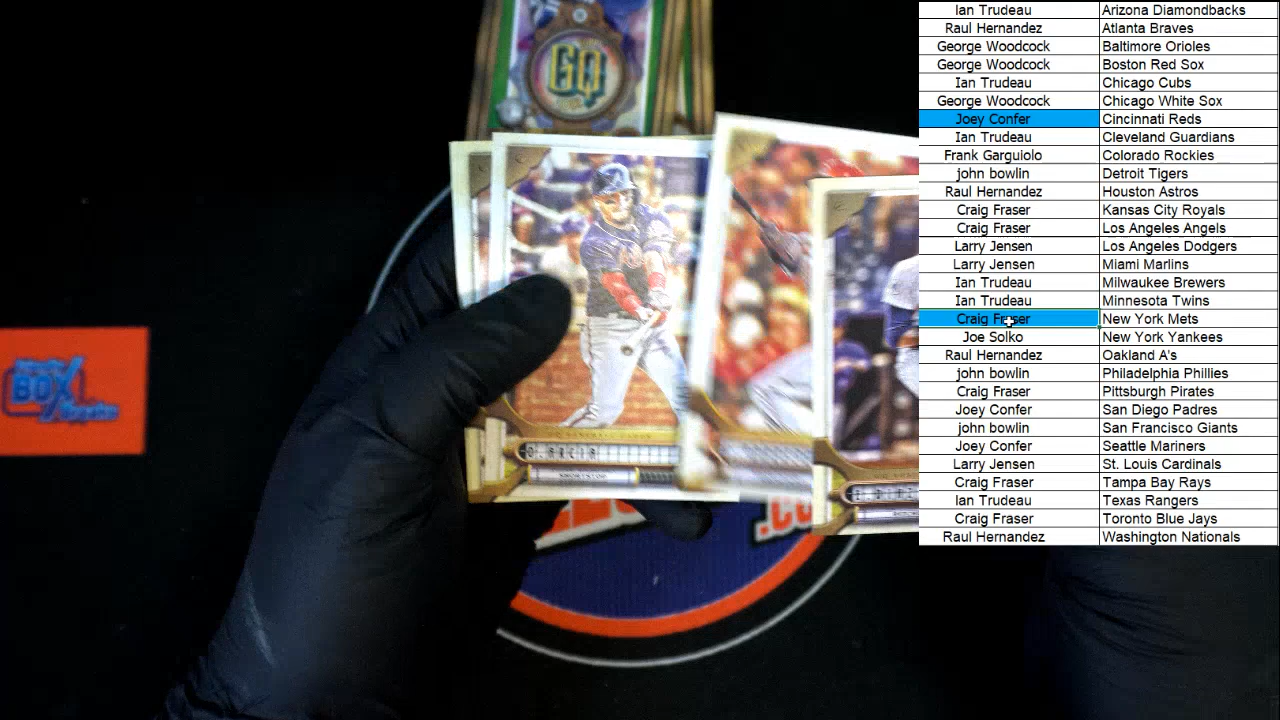 Ian Trudeau Arizona Diamondbacks
Raul Hernandez Atlanta Braves
George Woodcock Baltimore Orioles
George Woodcock Boston Red Sox
Ian Trudeau Chicago Cubs
George Woodcock Chicago White Sox
Joey Confer Cincinnati Reds
Ian Trudeau Cleveland Guardians
Frank Garguiolo Colorado Rockies
john bowlin Detroit Tigers
Raul Hernandez Houston Astros
Craig Fraser Kansas City Royals
Craig Fraser Los Angeles Angels
Larry Jensen Los Angeles Dodgers
Larry Jensen Miami Marlins
Ian Trudeau Milwaukee Brewers
Ian Trudeau Minnesota Twins
Craig Fraser New York Mets
Joe Solko New York Yankees
Raul Hernandez Oakland A's
john bowlin Philadelphia Phillies
Craig Fraser Pittsburgh Pirates
Joey Confer San Diego Padres
john bowlin San Francisco Giants
Joey Confer Seattle Mariners
Larry Jensen St. Louis Cardinals
Craig Fraser Tampa Bay Rays
Ian Trudeau Texas Rangers
Craig Fraser Toronto Blue Jays
Raul Hernandez Washington Nationals
GQ
BOX
O. ARCIA
SHORTSTOP